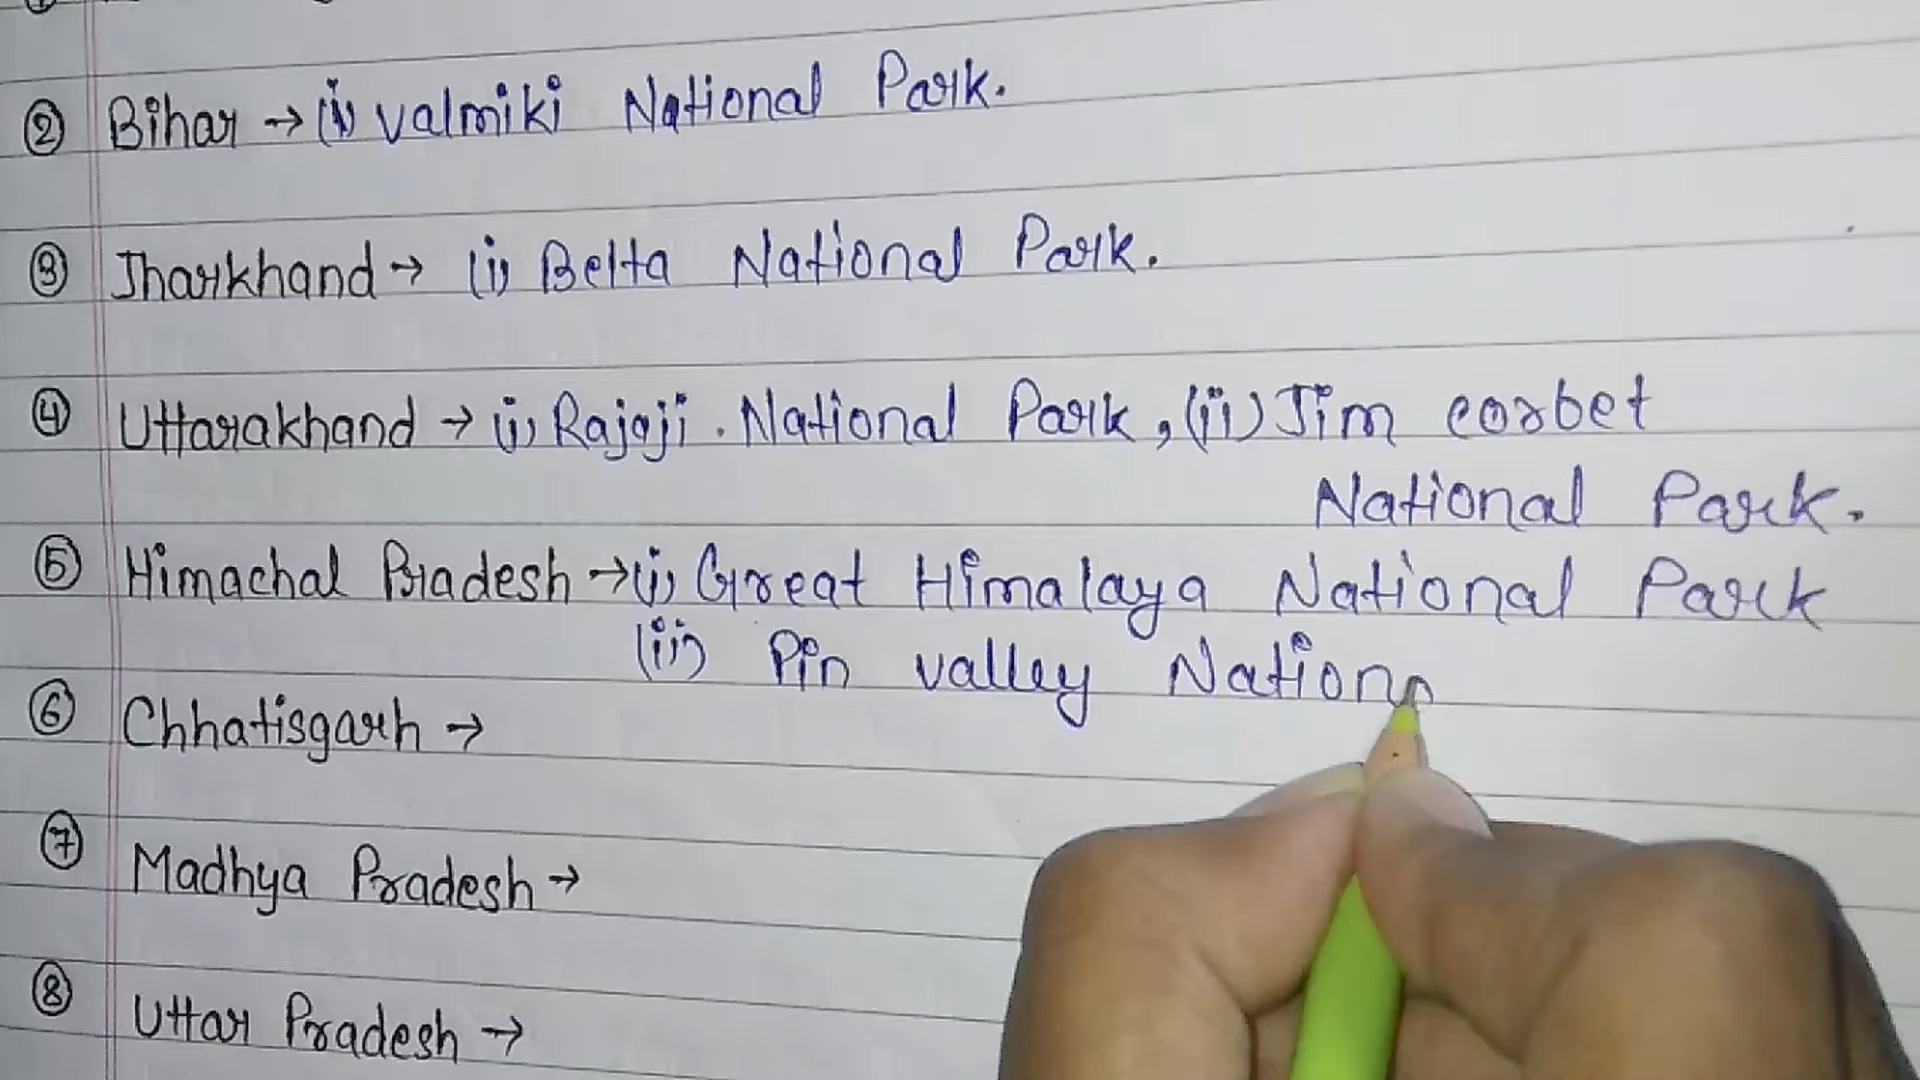 ② Bihar → (i) valmiki National Park.
③ Jharkhand → (i) Belta National Park.
④ Uttarakhand → (i) Rajaji . National Park, (ii) Jim corbet
National Park.
⑤ Himachal Pradesh → (i) Great Himalaya National Park
(ii) Pin valley Nation
⑥ Chhatisgarh →
⑦ Madhya Pradesh →
⑧ Uttar Pradesh →